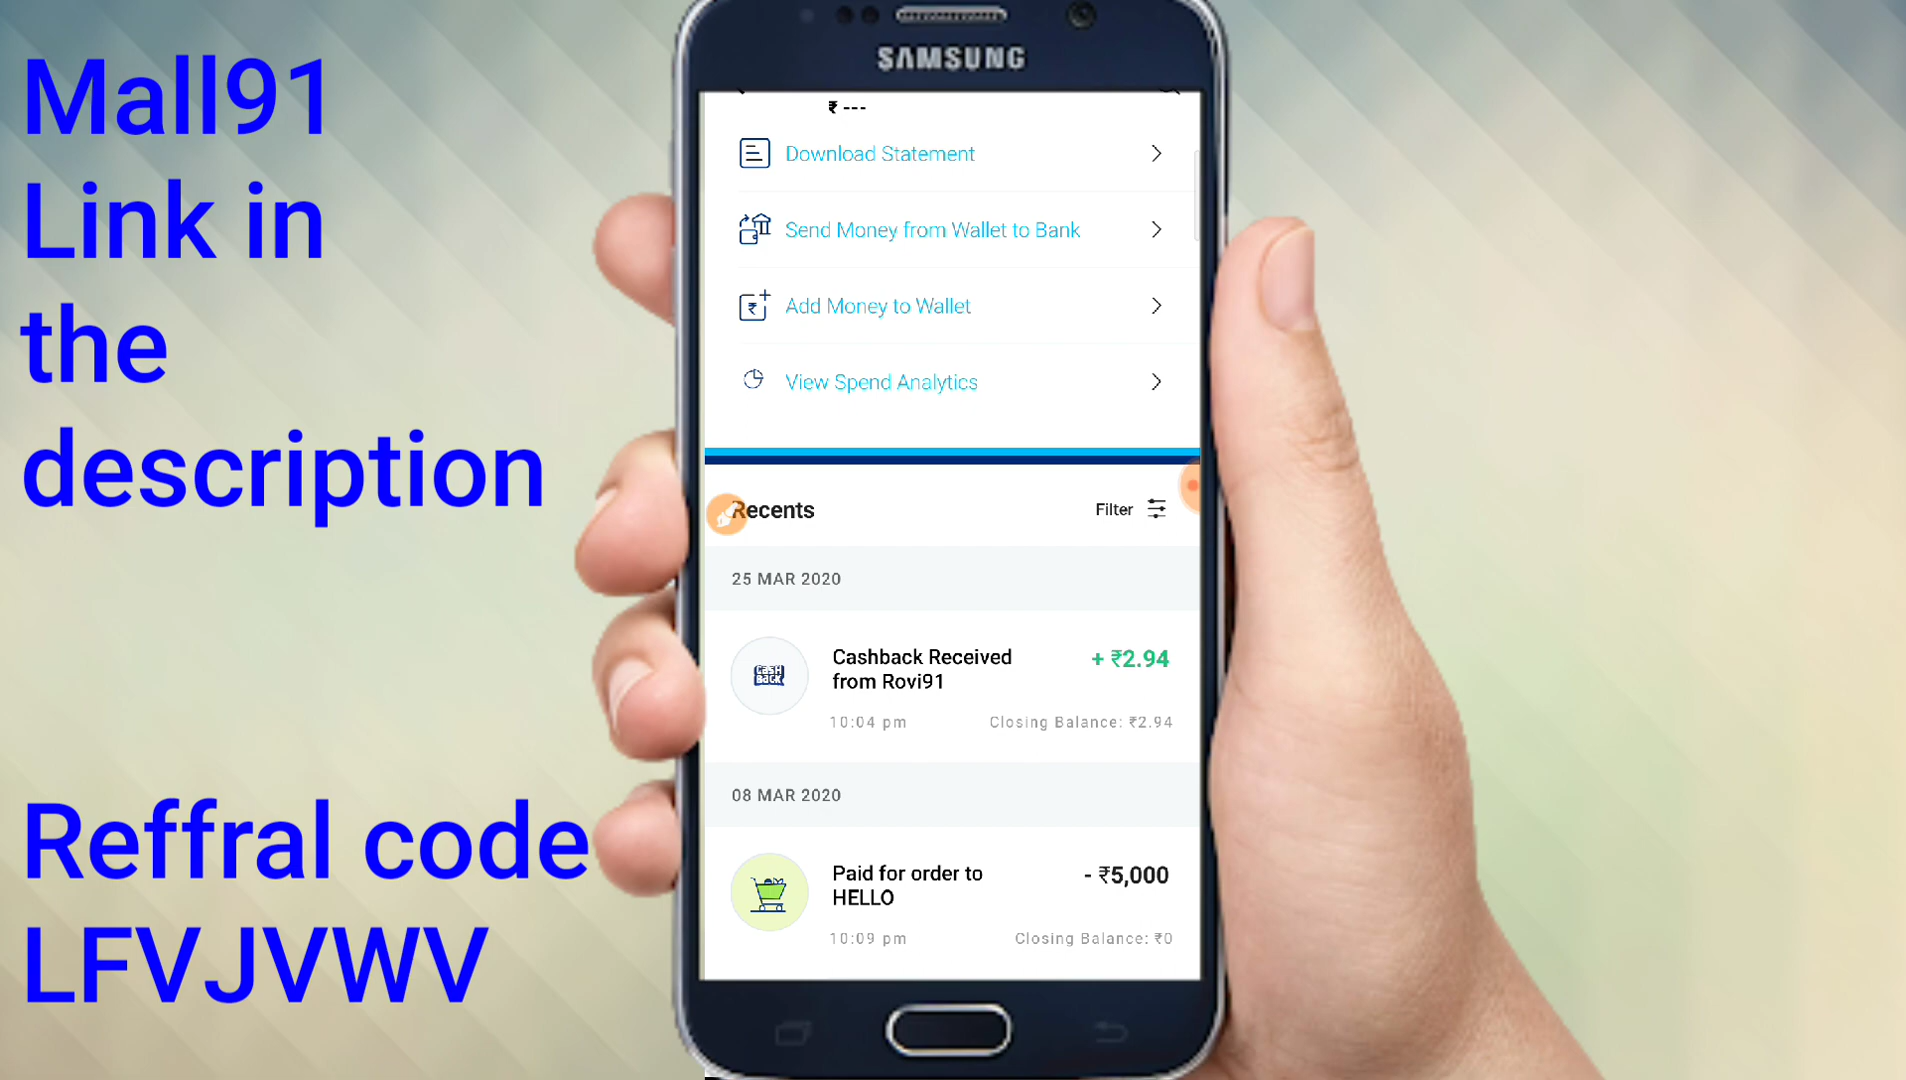 Mall91
Link in
the
description
Reffral code
LFVJVWV
SAMSUNG
₹ ---
Download Statement
Send Money from Wallet to Bank
Add Money to Wallet
View Spend Analytics
Recents
Filter
25 MAR 2020
Cashback Received
from Rovi91
+ ₹2.94
10:04 pm
Closing Balance: ₹2.94
08 MAR 2020
Paid for order to
HELLO
- ₹5,000
10:09 pm
Closing Balance: ₹0
CASH
BACK